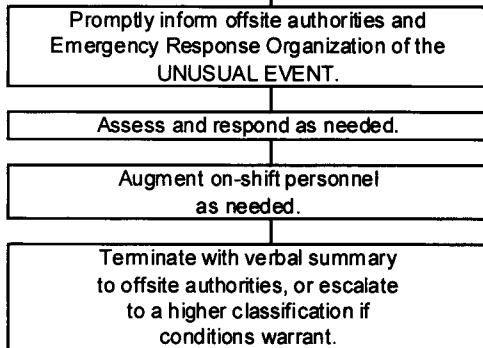 Promptly inform offsite authorities and
Emergency Response Organization of the
UNUSUAL EVENT.
Assess and respond as needed.
Augment on-shift personnel
as needed.
Terminate with verbal summary
to offsite authorities, or escalate
to a higher classification if
conditions warrant.